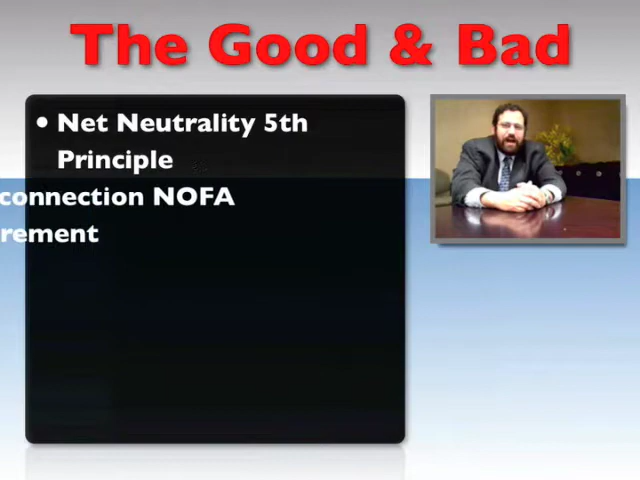 The Good & Bad
• Net Neutrality 5th
Principle
connection NOFA
rement